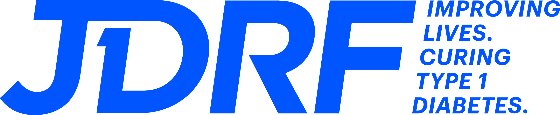 JDRF
IMPROVING
LIVES.
CURING
TYPE 1
DIABETES.